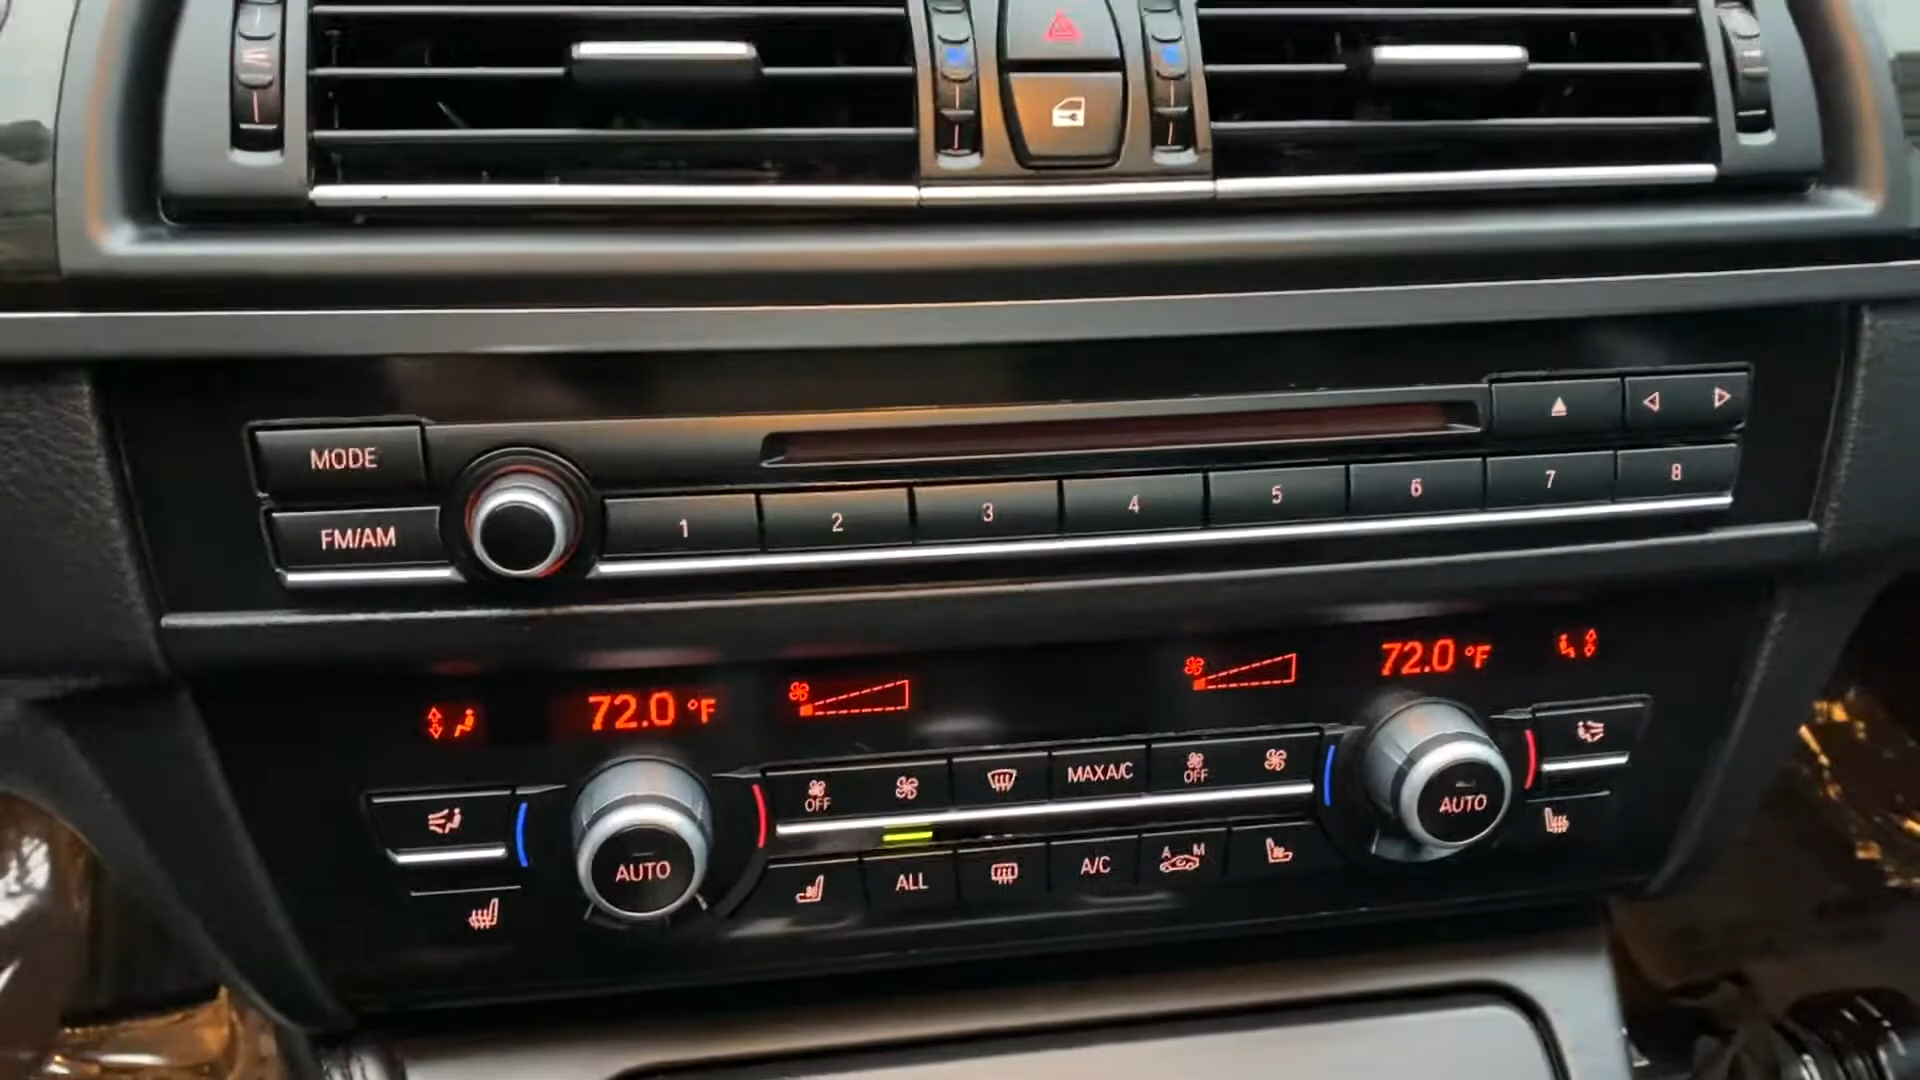 MODE
FM/AM
1 2 3 4 5 6 7 8
72.0 °F
72.0 °F
OFF
MAX A/C
OFF
AUTO
AUTO
ALL
A/C
A M